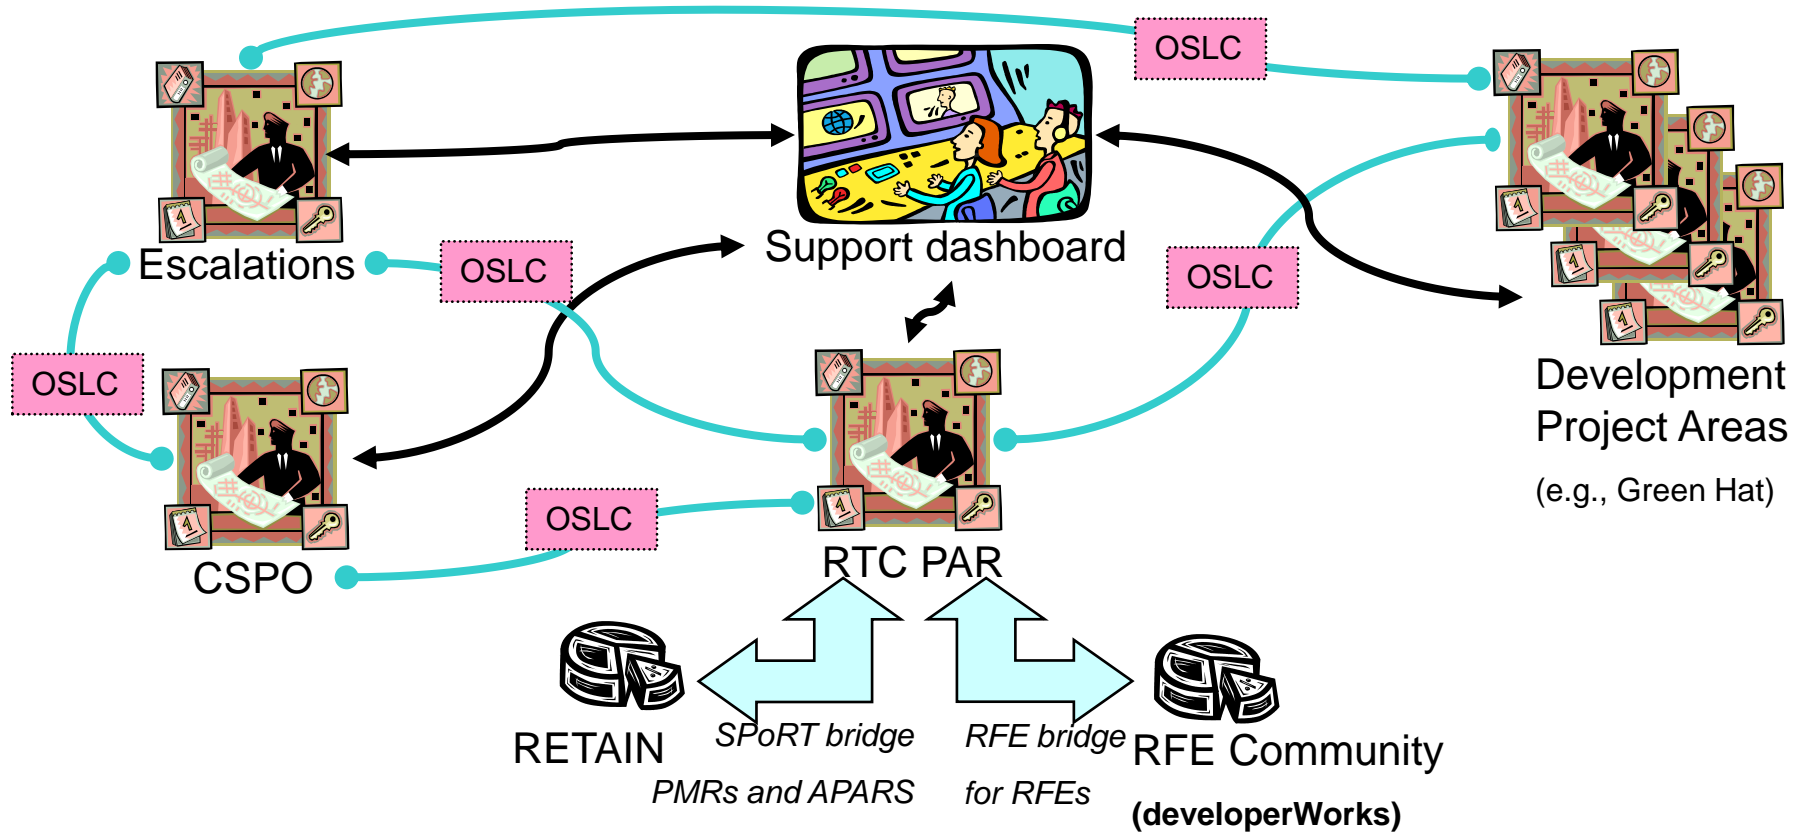 OSLC
Escalations
OSLC
Support dashboard
OSLC
OSLC
Development
Project Areas
(e.g., Green Hat)
CSPO
OSLC
RTC PAR
RETAIN
SPoRT bridge
PMRs and APARS
RFE bridge
for RFEs
RFE Community
(developerWorks)